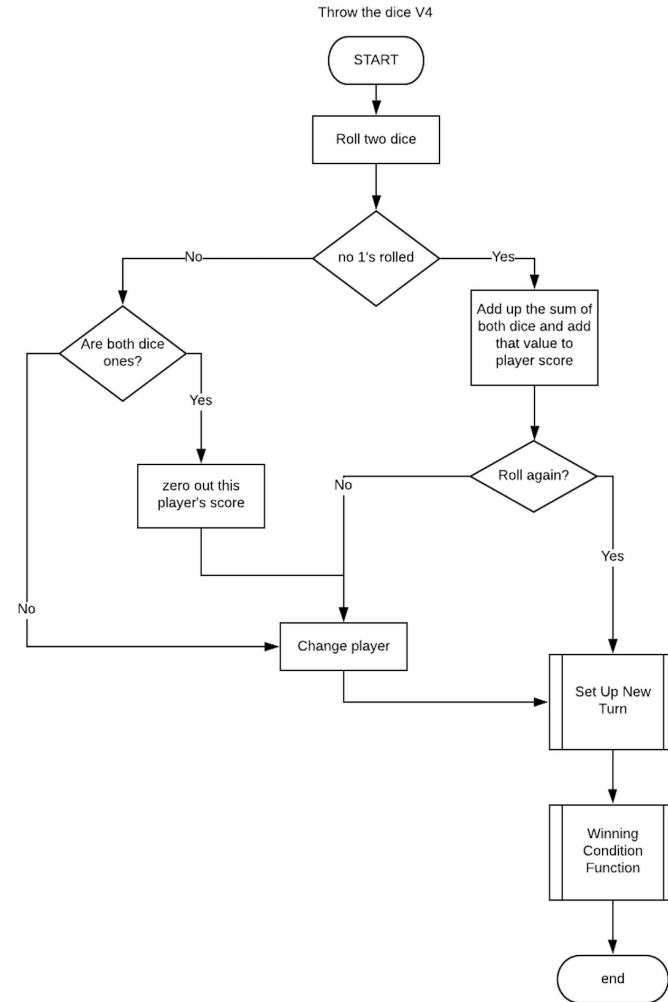 Throw the dice V4
START
Roll two dice
no 1's rolled
No
Yes
Add up the sum of
both dice and add
that value to
player score
Are both dice
ones?
Yes
Roll again?
zero out this
player's score
No
Yes
No
Change player
Set Up New
Turn
Winning
Condition
Function
end